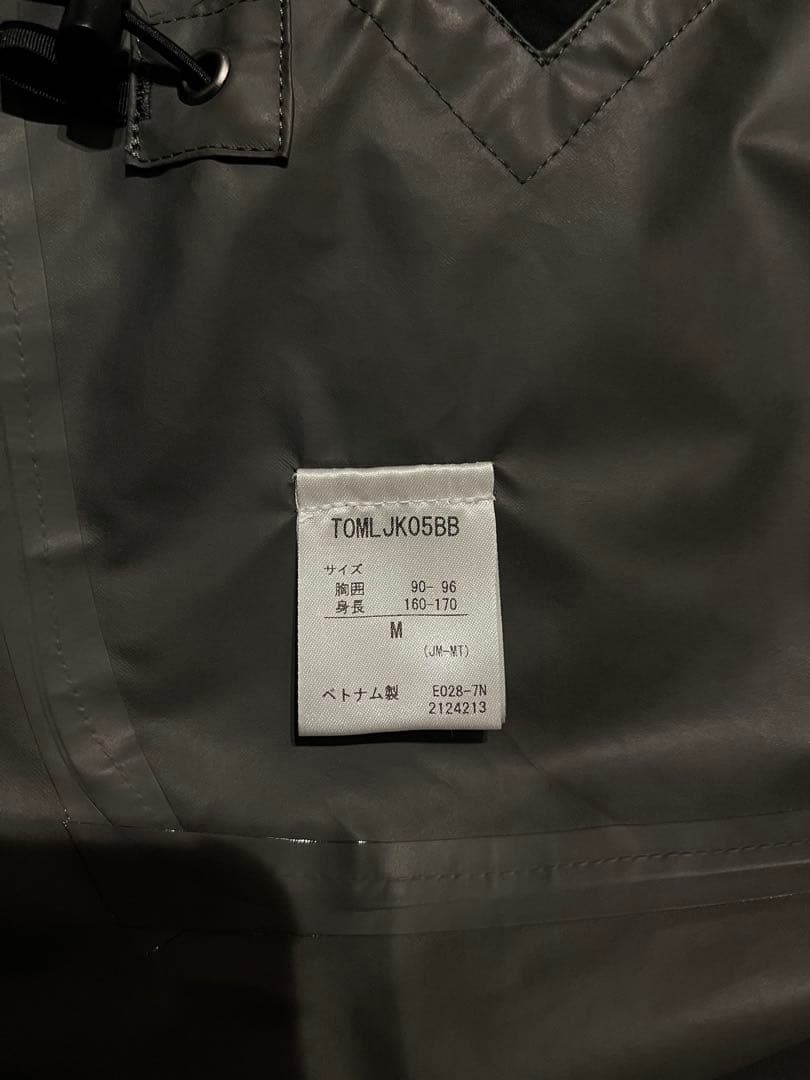 TOMLJK05BB
サイズ
胸囲 90- 96
身長 160-170
M
(JM-MT)
ベトナム製 E028-7N
2124213